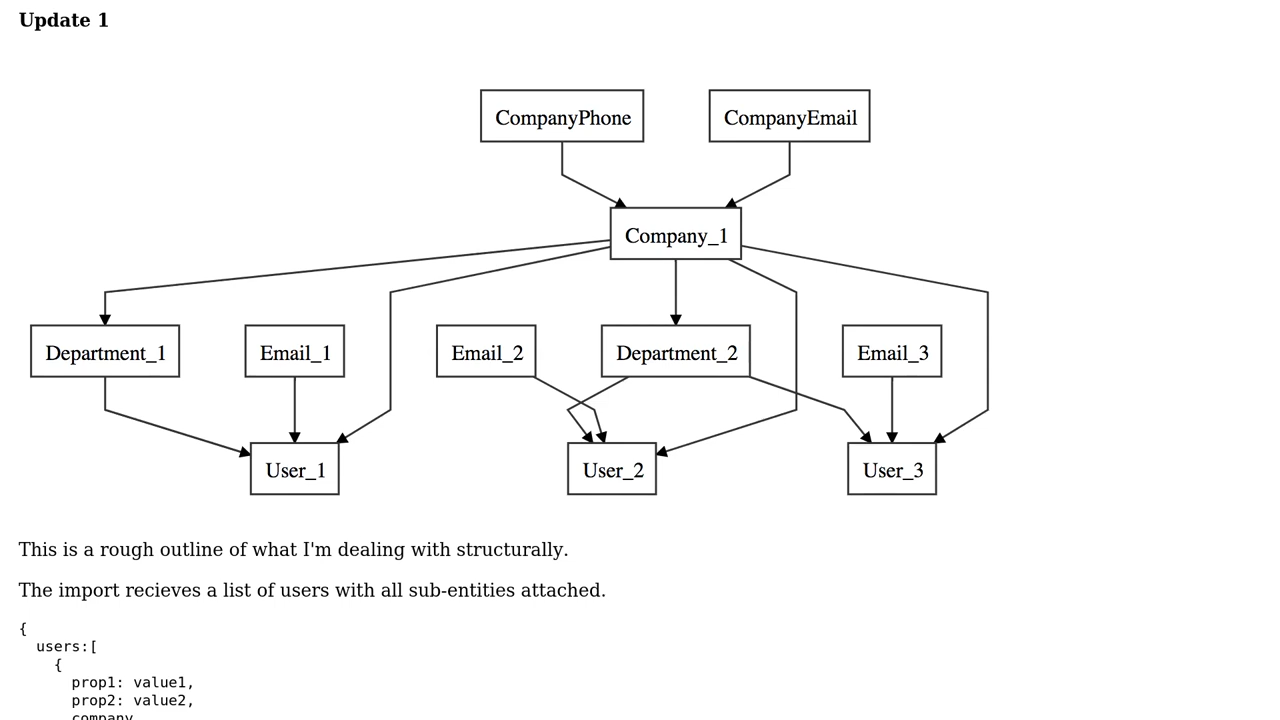 Update 1
CompanyPhone
CompanyEmail
Company_1
Department_1
Email_1
Email_2
Department_2
Email_3
User_1
User_2
User_3
This is a rough outline of what I'm dealing with structurally.
The import recieves a list of users with all sub-entities attached.
{
  users:[
    {
      prop1: value1,
      prop2: value2,
      company